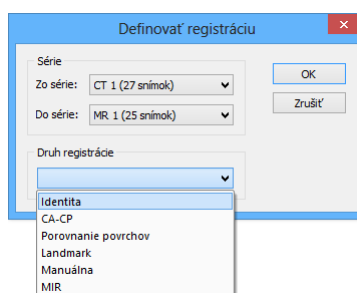 Definovať registráciu
Série
Zo série: CT 1 (27 snímok)
Do série: MR 1 (25 snímok)
OK
Zrušiť
Druh registrácie
Identita
CA-CP
Porovnanie povrchov
Landmark
Manuálna
MIR